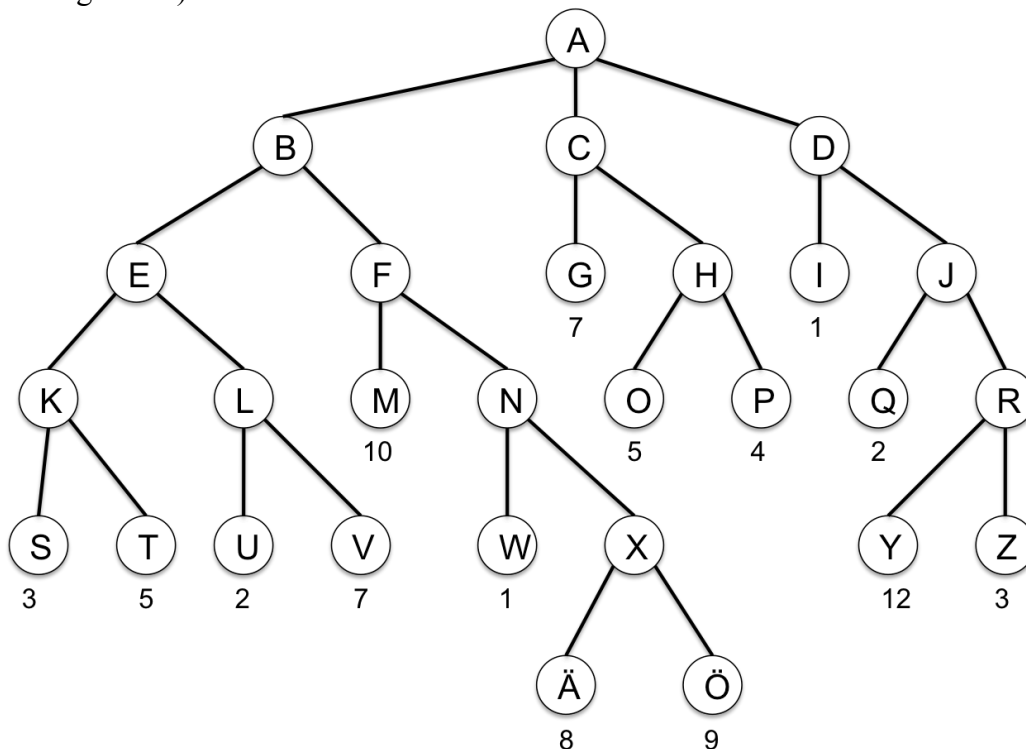 A
B C D
E F G H I J
7 1
K L M N O P Q R
10 5 4 2
S T U V W X Y Z
3 5 2 7 1 12 3
Ä Ö
8 9